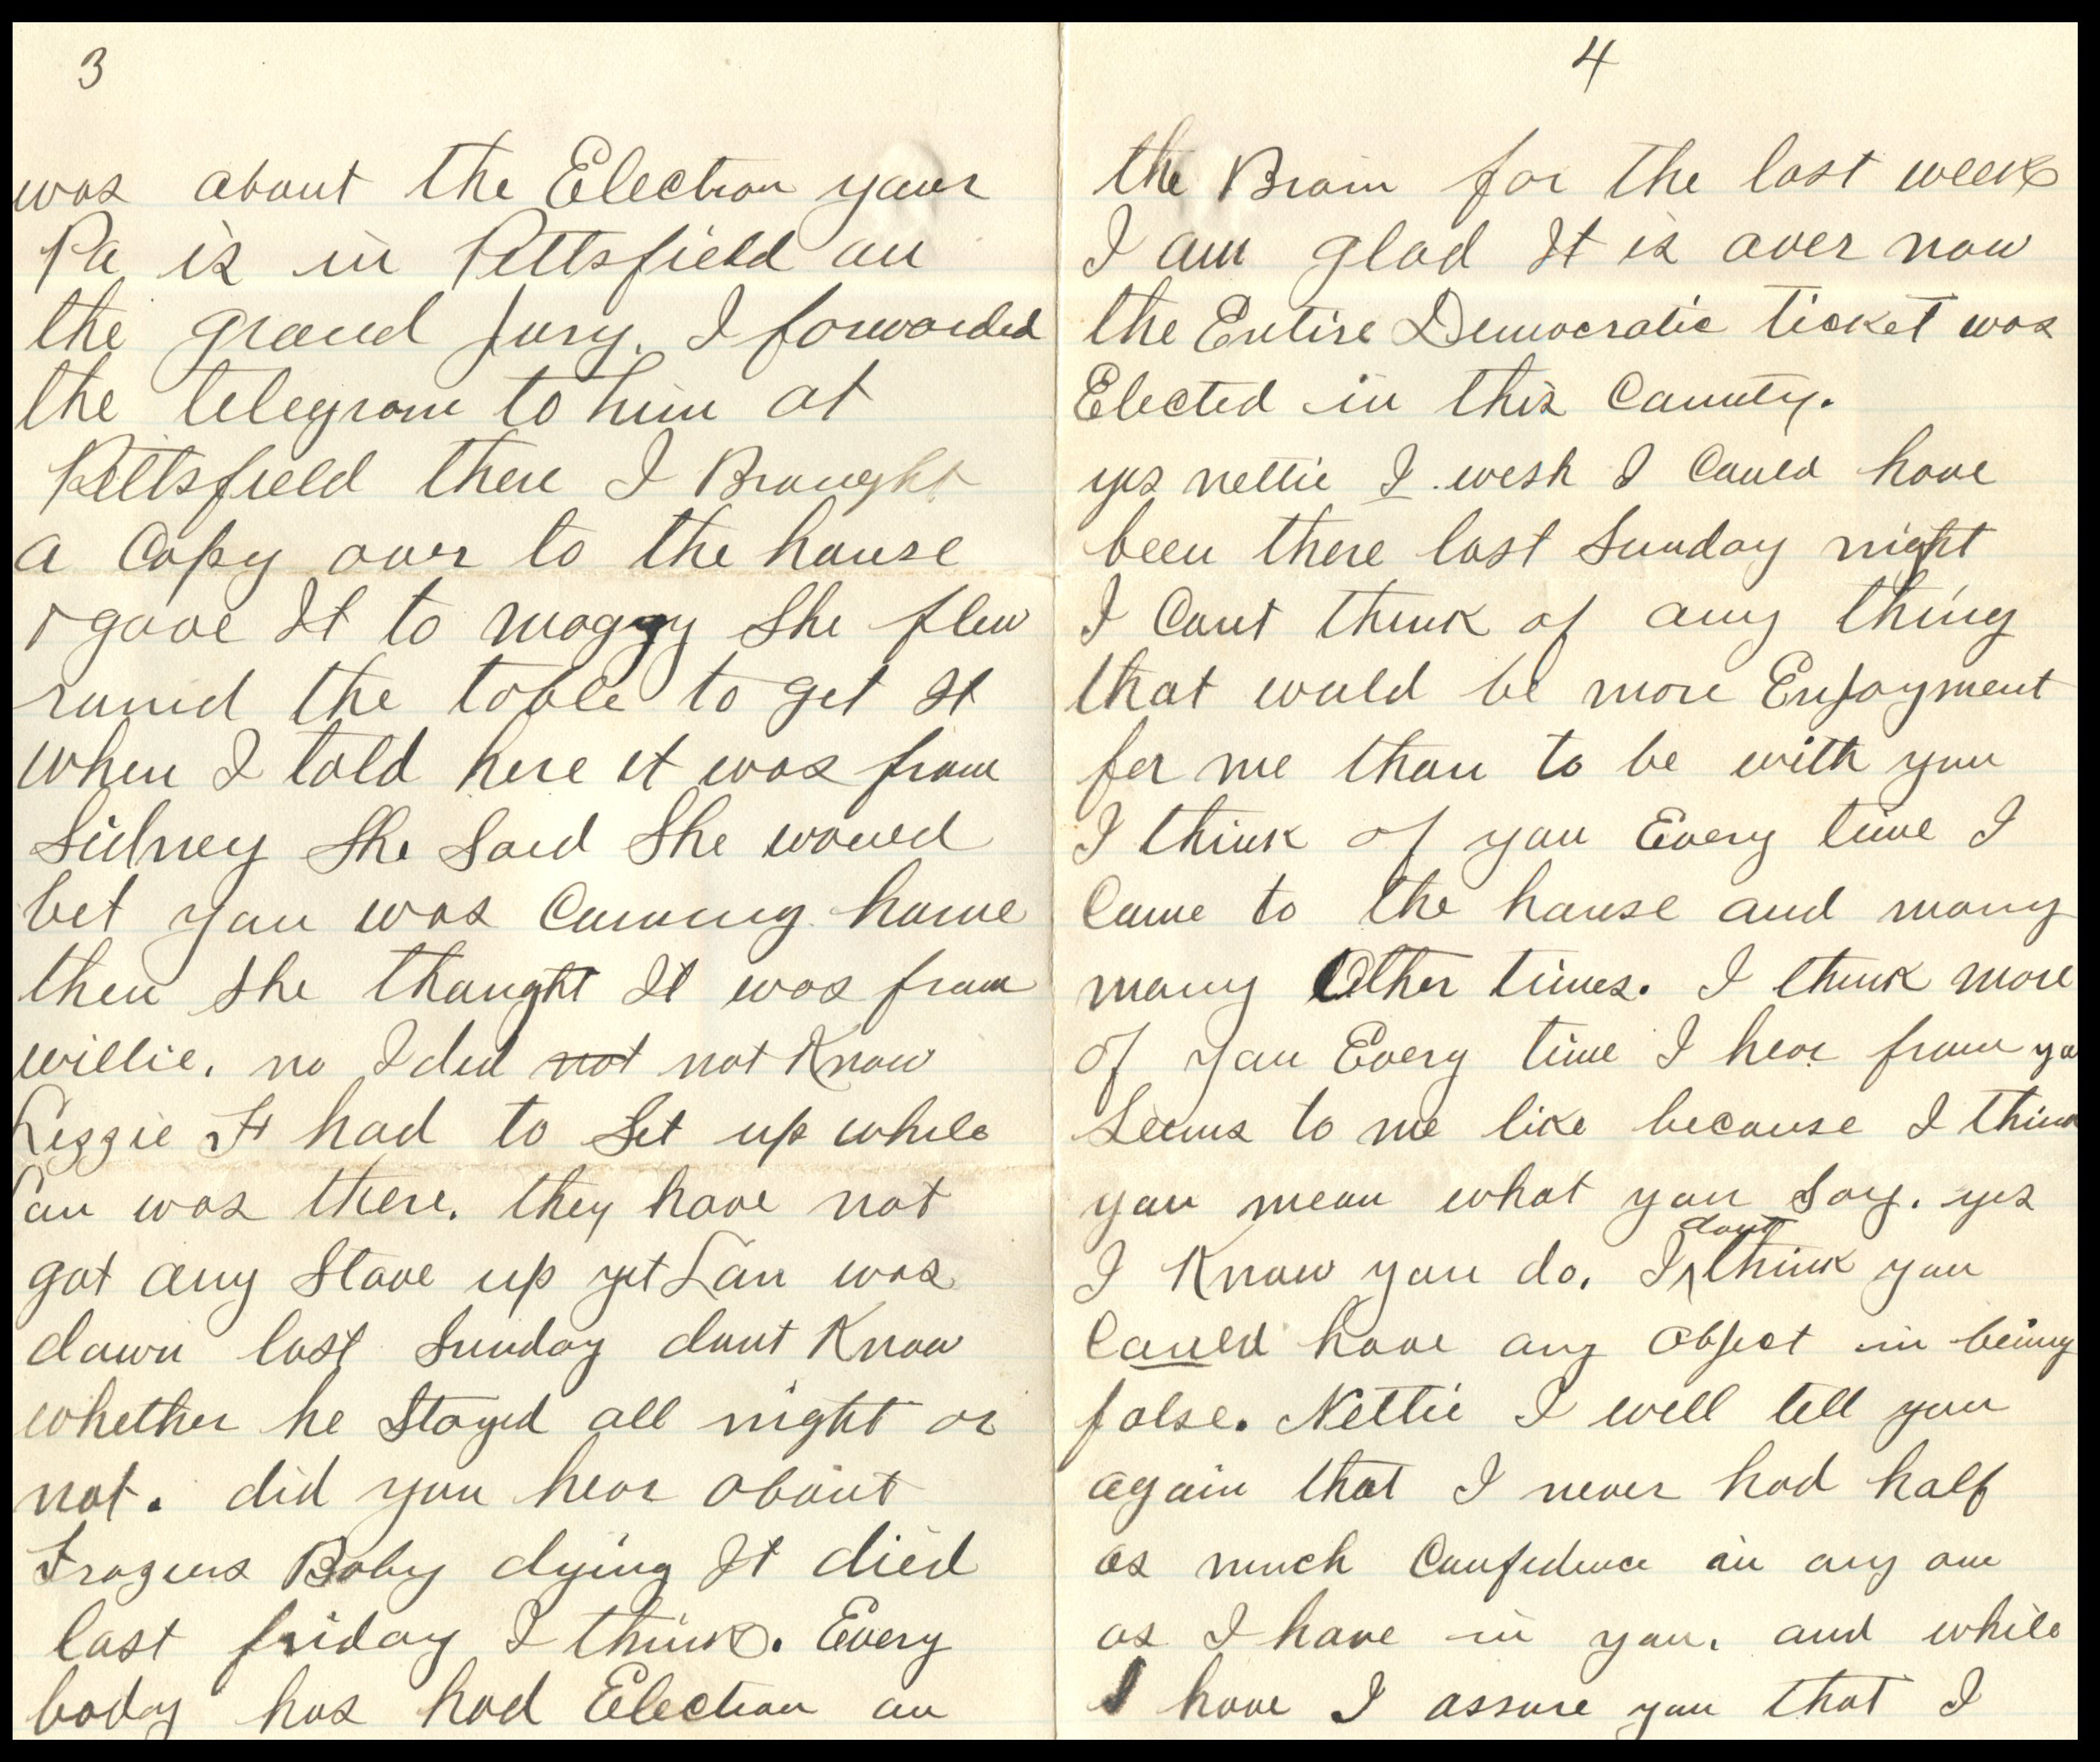 3
was about the Election your
Pa is in Pittsfield on
the grand Jury. I forwarded
the telegram to him at
Pittsfield then I Brought
a Copy over to the house
& gave It to maggy She flew
round the table to get It
when I told here it was from
Sidney She Said She would
bet you was Comeing home
then She thought It was from
willie. no I did not not Know
Lizzie H had to Set up while
Lou was there. they have not
got any Stove up yet Lou was
down last Sunday dont Know
whether he Stayed all night or
not. did you hear about
Frazers Baby dying It died
last friday I think. Every
boday has had Election on
4
the Brain for the last week
I am glad It is over now
the Entire Democratic ticket was
Elected in this County.
yes nettie I wish I Could have
been there last Sunday night
I Cant think of any thing
that would be more Enjoyment
for me than to be with you
I think of you Every time I
Come to the house and many
many Other times. I think more
of you Every time I hear from yo
Seems to me like because I think
you mean what you Say. yes
I Know you do. I dont think you
Could have any Object in being
false. Nettie I will tell you
again that I never had half
as much Confidence in any one
as I have in you. and while
I have I assure you that I